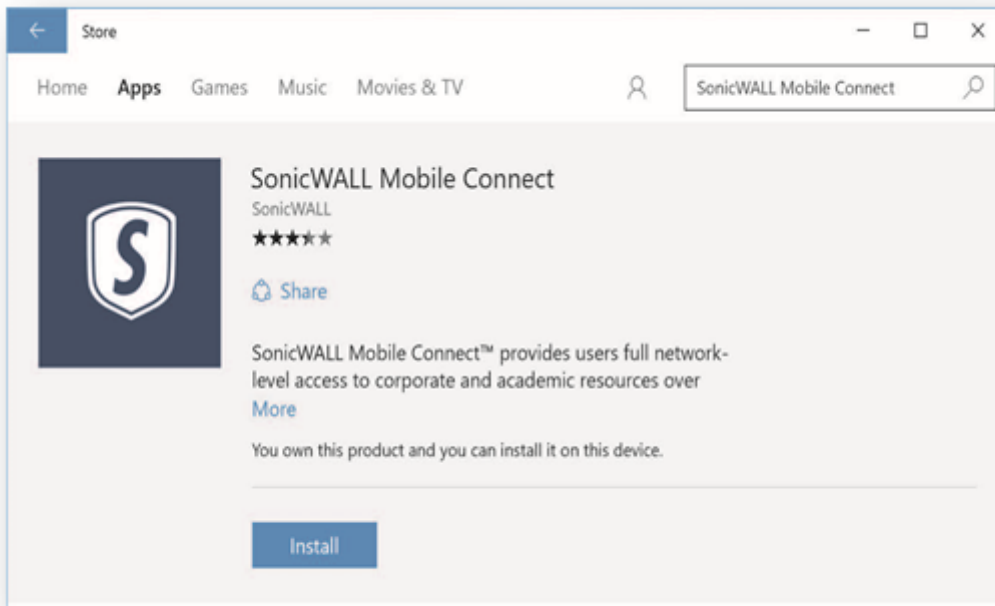 Store
Home Apps Games Music Movies & TV SonicWALL Mobile Connect
SonicWALL Mobile Connect
SonicWALL
Share
SonicWALL Mobile Connect™ provides users full network-
level access to corporate and academic resources over
More
You own this product and you can install it on this device.
Install
S